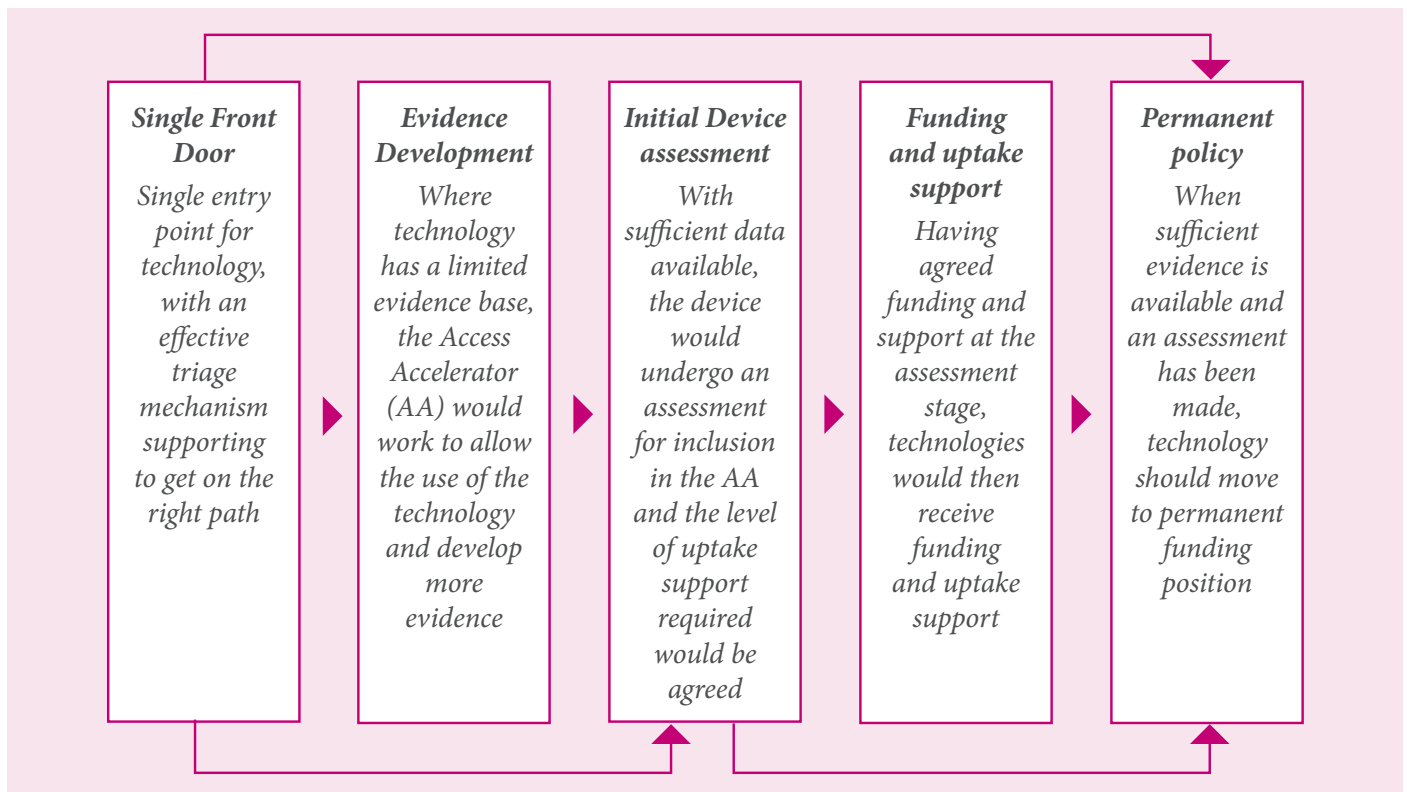 Single Front
Door
Single entry
point for
technology,
with an
effective
triage
mechanism
supporting
to get on the
right path
Evidence
Development
Where
technology
has a limited
evidence base,
the Access
Accelerator
(AA) would
work to allow
the use of the
technology
and develop
more
evidence
Initial Device
assessment
With
sufficient data
available,
the device
would
undergo an
assessment
for inclusion
in the AA
and the level
of uptake
support
required
would be
agreed
Funding
and uptake
support
Having
agreed
funding and
support at the
assessment
stage,
technologies
would then
receive
funding
and uptake
support
Permanent
policy
When
sufficient
evidence is
available and
an assessment
has been
made,
technology
should move
to permanent
funding
position